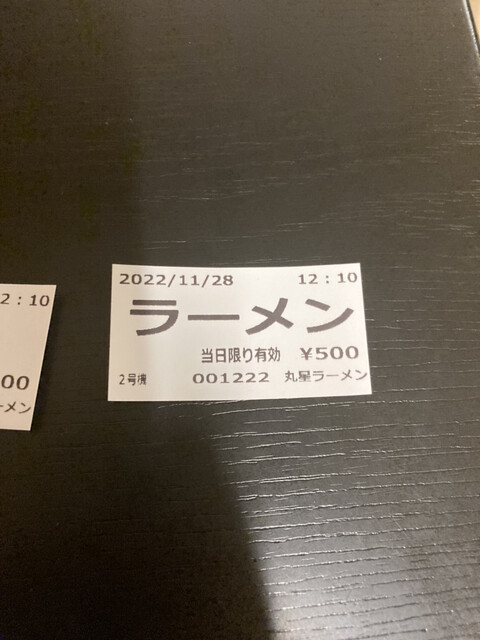 2022/11/28 12:10
ラーメン
当日限り有効 ¥500
2号機 001222 丸星ラーメン
2:10
00
ーメン